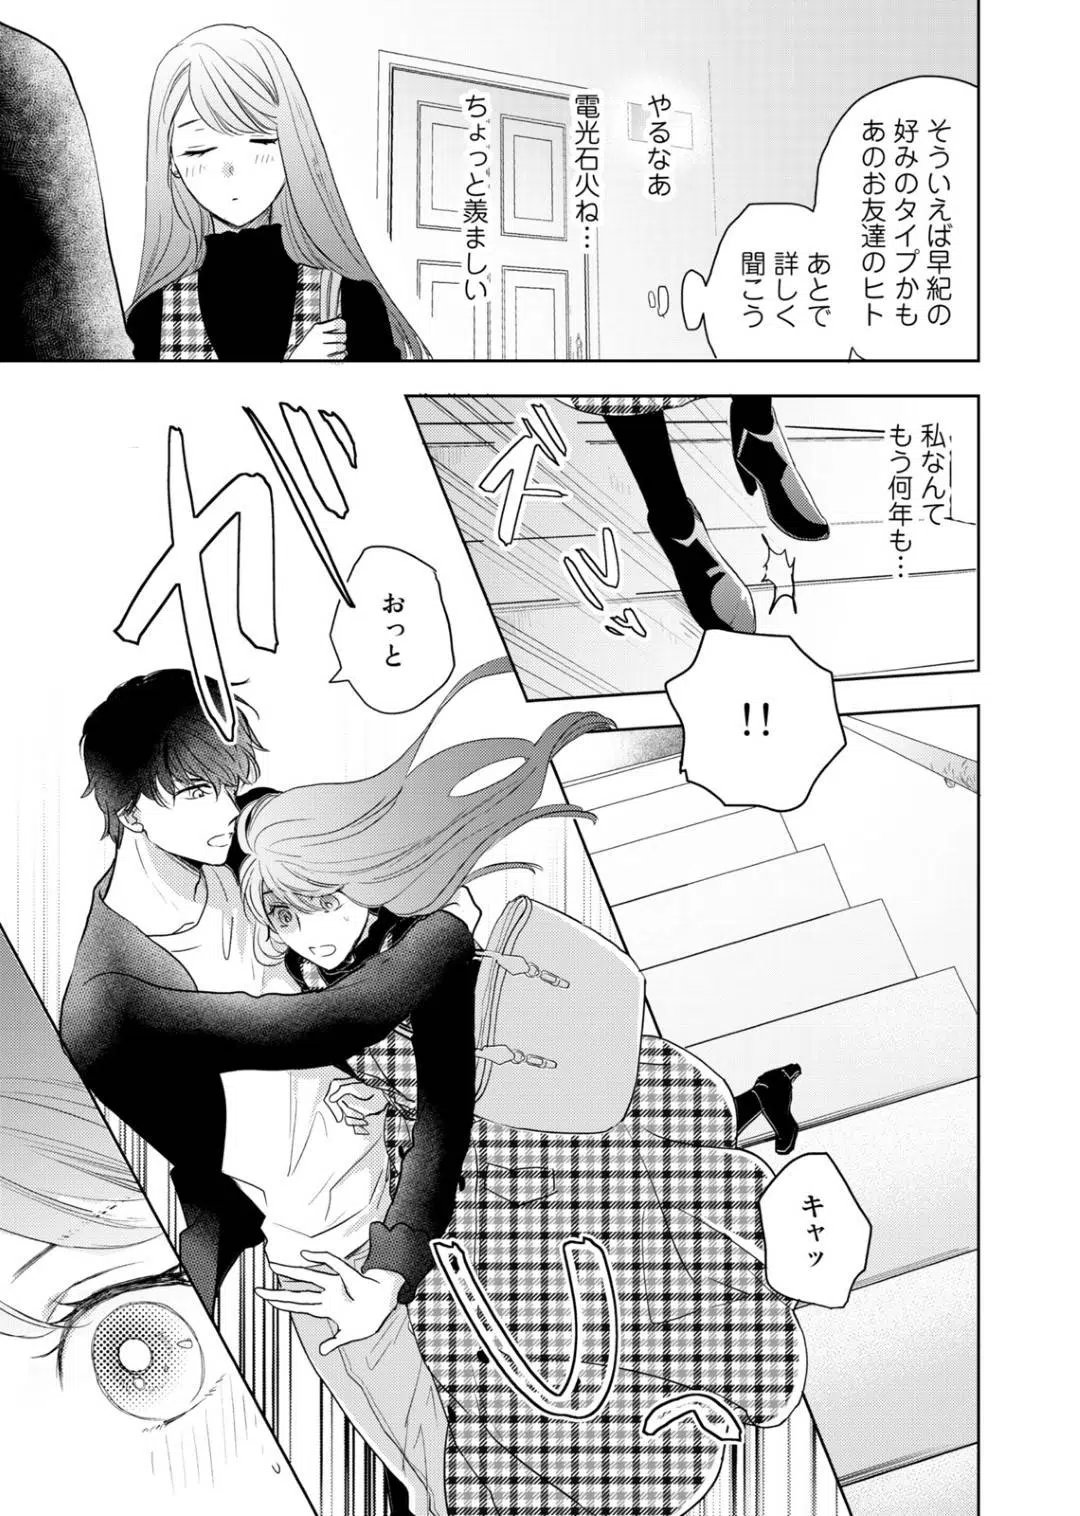 そういえば早紀の
好みのタイプかも
あのお友達のヒト
あとで
詳しく
聞こう
やるなあ
電光石火ね…
ちょっと羨ましい
私なんて
もう何年も…
ズルッ
!!
キャッ
おっと
ガシッ